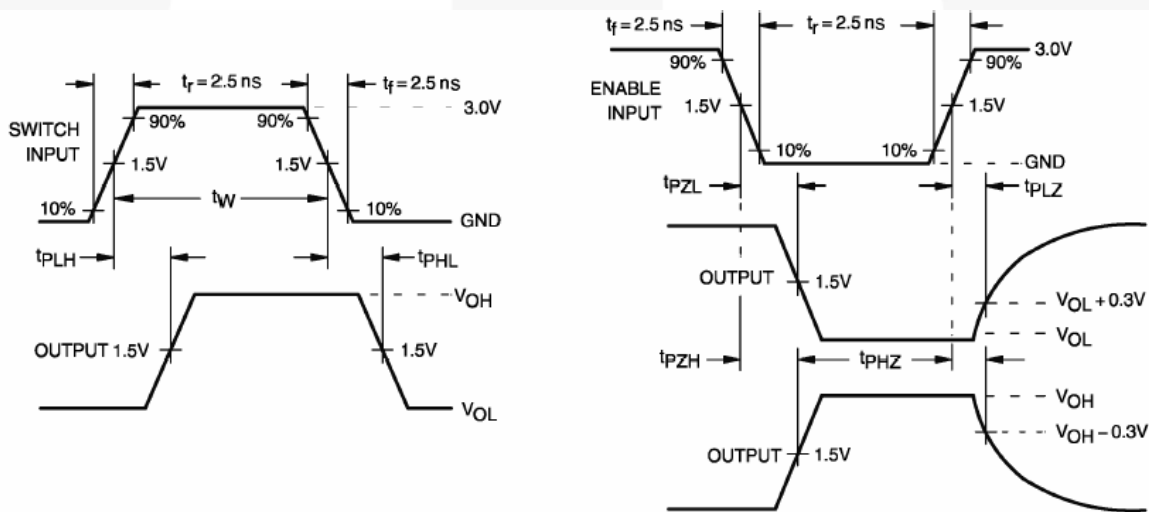 tr = 2.5 ns
tf = 2.5 ns
3.0V
SWITCH
INPUT
90%
90%
1.5V
1.5V
tW
10%
10%
GND
tPLH
tPHL
VOH
OUTPUT 1.5V
1.5V
VOL
tf = 2.5 ns
tr = 2.5 ns
3.0V
90%
90%
ENABLE
INPUT
1.5V
1.5V
10%
10%
GND
tPZL
tPLZ
OUTPUT
1.5V
VOL + 0.3V
VOL
tPZH
tPHZ
VOH
VOH – 0.3V
OUTPUT
1.5V